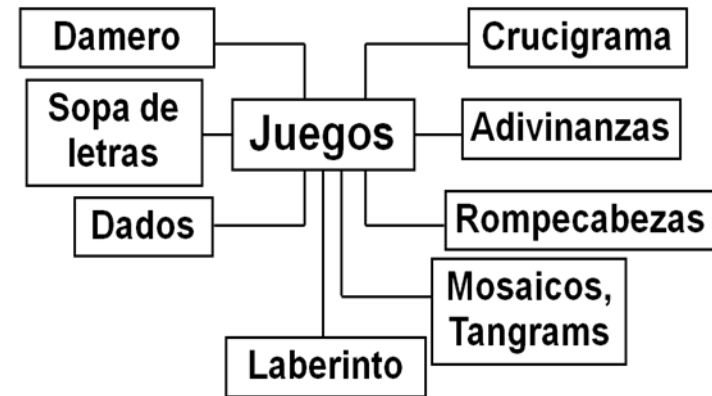 Damero
Crucigrama
Sopa de
letras
Juegos
Adivinanzas
Dados
Rompecabezas
Mosaicos,
Tangrams
Laberinto